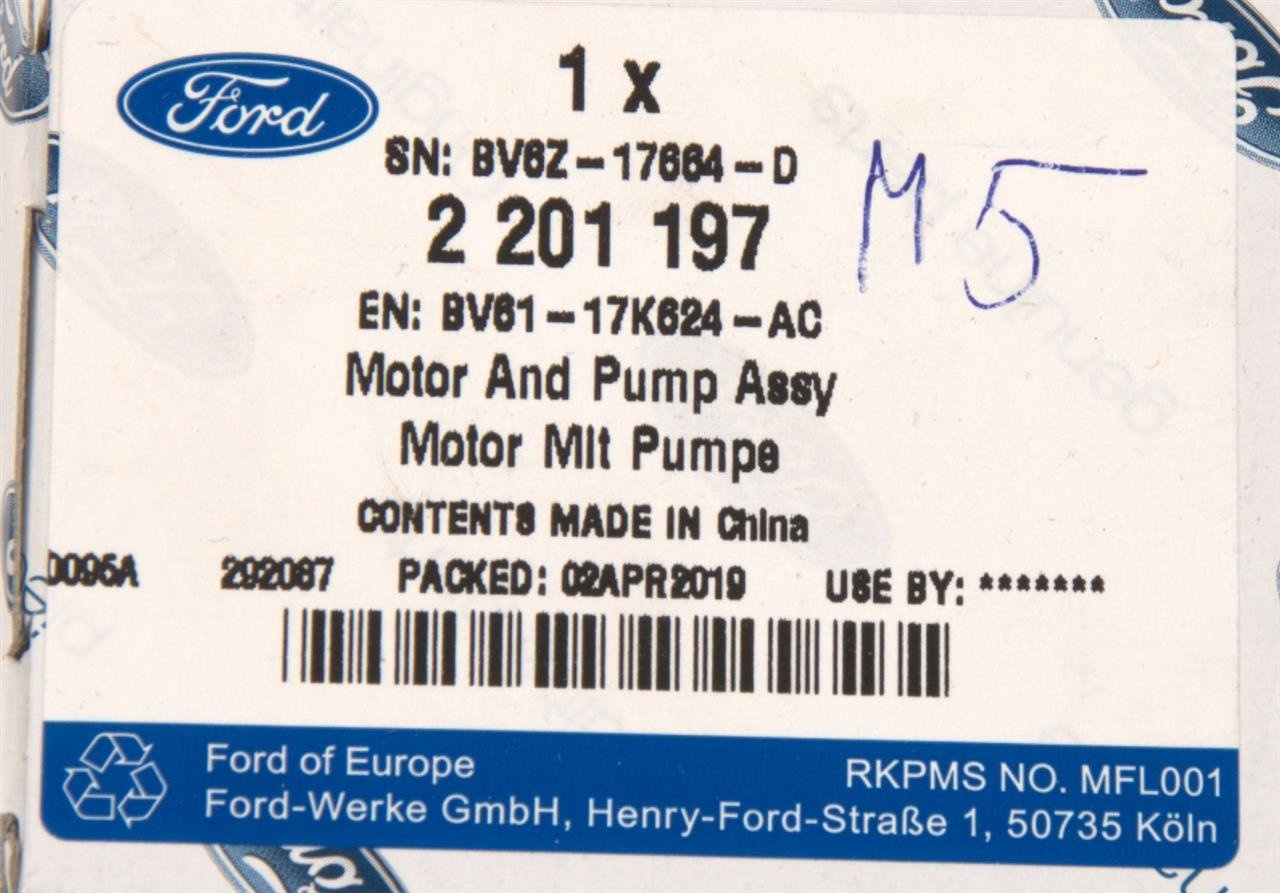 Ford
1 x
SN: BV6Z-17664-D
2 201 197
M5
EN: BV61-17K624-AC
Motor And Pump Assy
Motor Mit Pumpe
CONTENTS MADE IN China
0095A 292087 PACKED: 02APR2019 USE BY: *******
Ford of Europe
RKPMS NO. MFL001
Ford-Werke GmbH, Henry-Ford-Straße 1, 50735 Köln